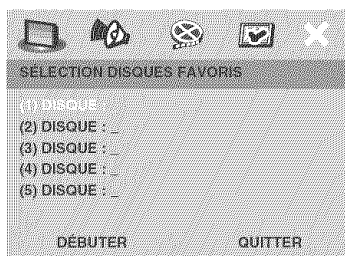 SÉLECTION DISQUES FAVORIS
(1) DISQUE : _
(2) DISQUE : _
(3) DISQUE : _
(4) DISQUE : _
(5) DISQUE : _
DÉBUTER QUITTER